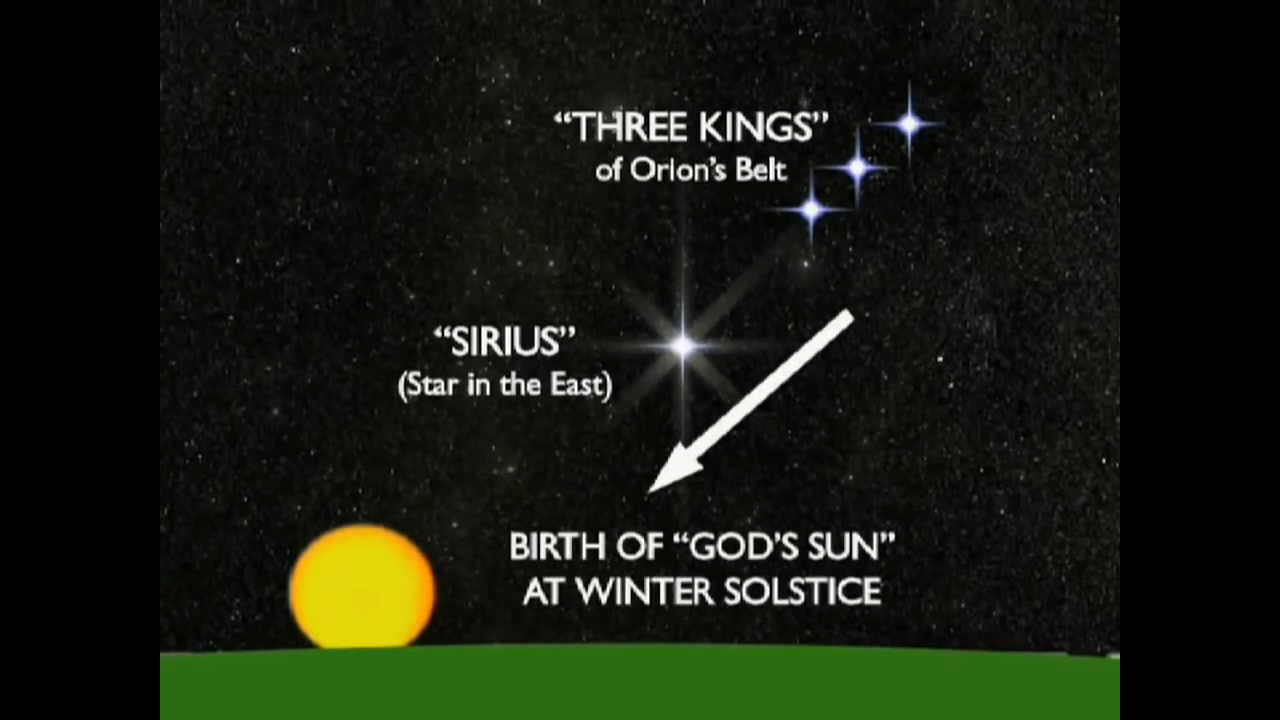 “THREE KINGS”
of Orion’s Belt
“SIRIUS”
(Star in the East)
BIRTH OF “GOD’S SUN”
AT WINTER SOLSTICE